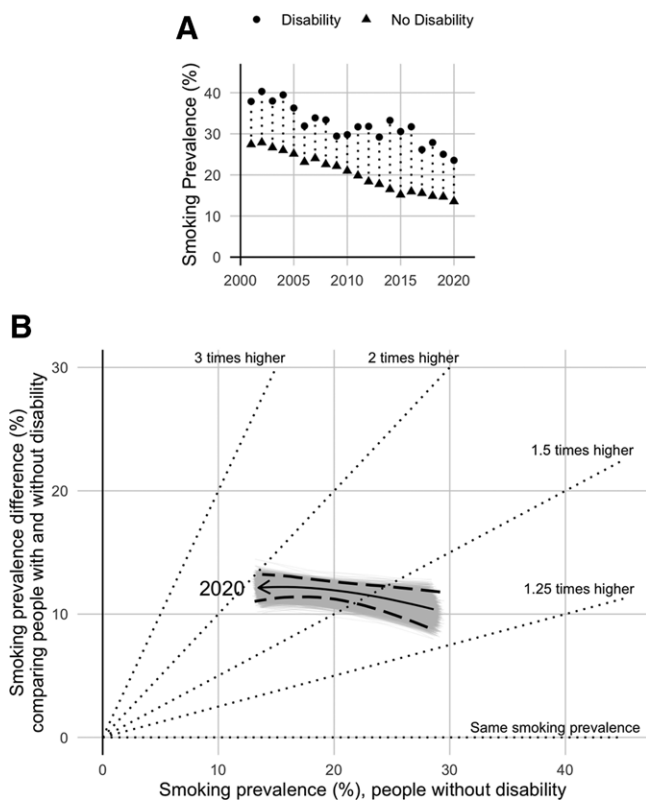 A
Disability No Disability
Smoking Prevalence (%)
40
30
20
10
0
2000 2005 2010 2015 2020
B
Smoking prevalence difference (%)
comparing people with and without disability
30
20
10
0
3 times higher
2 times higher
1.5 times higher
1.25 times higher
2020
Same smoking prevalence
0 10 20 30 40
Smoking prevalence (%), people without disability